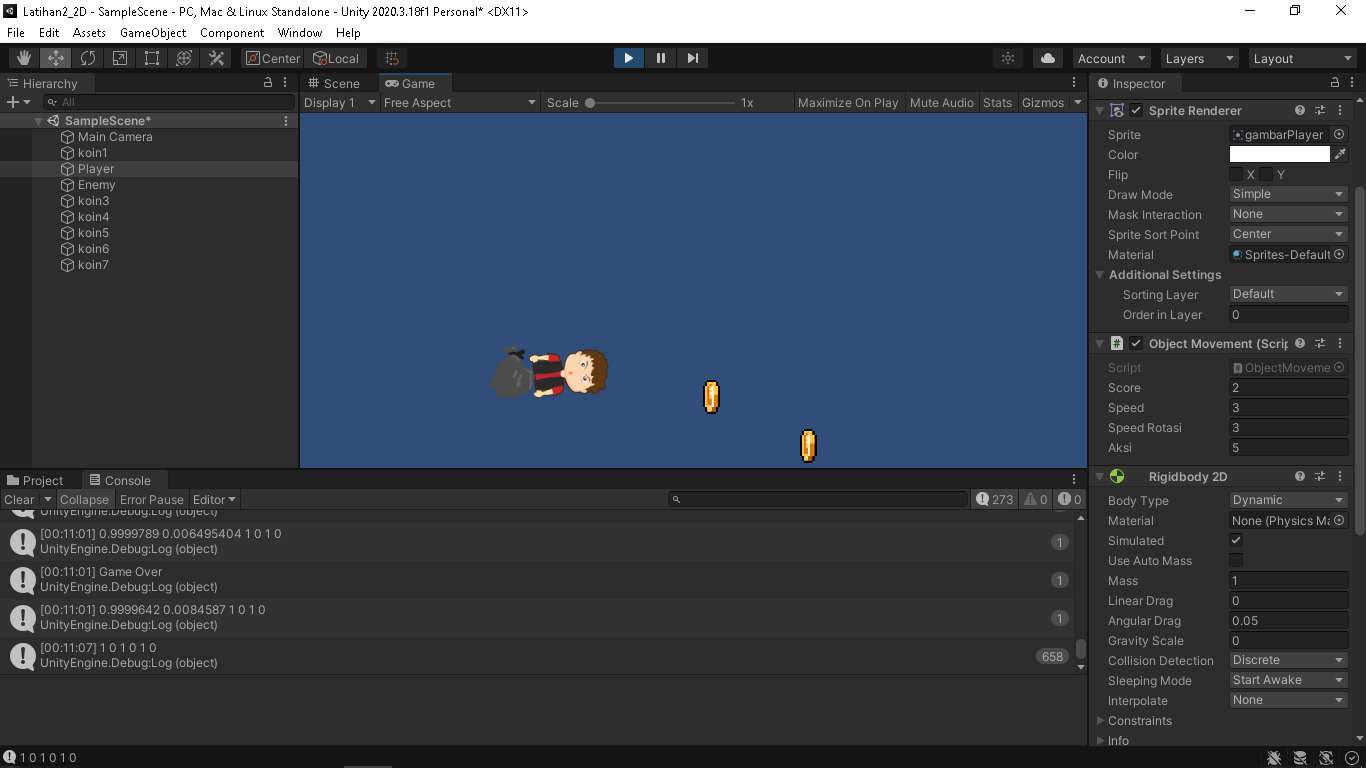 Latihan2_2D - SampleScene - PC, Mac & Linux Standalone - Unity 2020.3.18f1 Personal* <DX11>
File Edit Assets GameObject Component Window Help
Center Local Account Layers Layout
Hierarchy
All
SampleScene*
Main Camera
koin1
Player
Enemy
koin3
koin4
koin5
koin6
koin7
Scene Game
Display 1 Free Aspect Scale 1x Maximize On Play Mute Audio Stats Gizmos
Inspector
Sprite Renderer
Sprite gambarPlayer
Color
Flip X Y
Draw Mode Simple
Mask Interaction None
Sprite Sort Point Center
Material Sprites-Default
Additional Settings
Sorting Layer Default
Order in Layer 0
# Object Movement (Scrip
Script ObjectMoveme
Score 2
Speed 3
Speed Rotasi 3
Aksi 5
Rigidbody 2D
Body Type Dynamic
Material None (Physics Ma
Simulated
Use Auto Mass
Mass 1
Linear Drag 0
Angular Drag 0.05
Gravity Scale 0
Collision Detection Discrete
Sleeping Mode Start Awake
Interpolate None
Constraints
Info
Project Console
Clear Collapse Error Pause Editor 273 0 0
UnityEngine.Debug:Log (object)
[00:11:01] 0.9999789 0.006495404 1 0 1 0
UnityEngine.Debug:Log (object) 1
[00:11:01] Game Over
UnityEngine.Debug:Log (object) 1
[00:11:01] 0.9999642 0.0084587 1 0 1 0
UnityEngine.Debug:Log (object) 1
[00:11:07] 1 0 1 0 1 0
UnityEngine.Debug:Log (object) 658
1 0 1 0 1 0